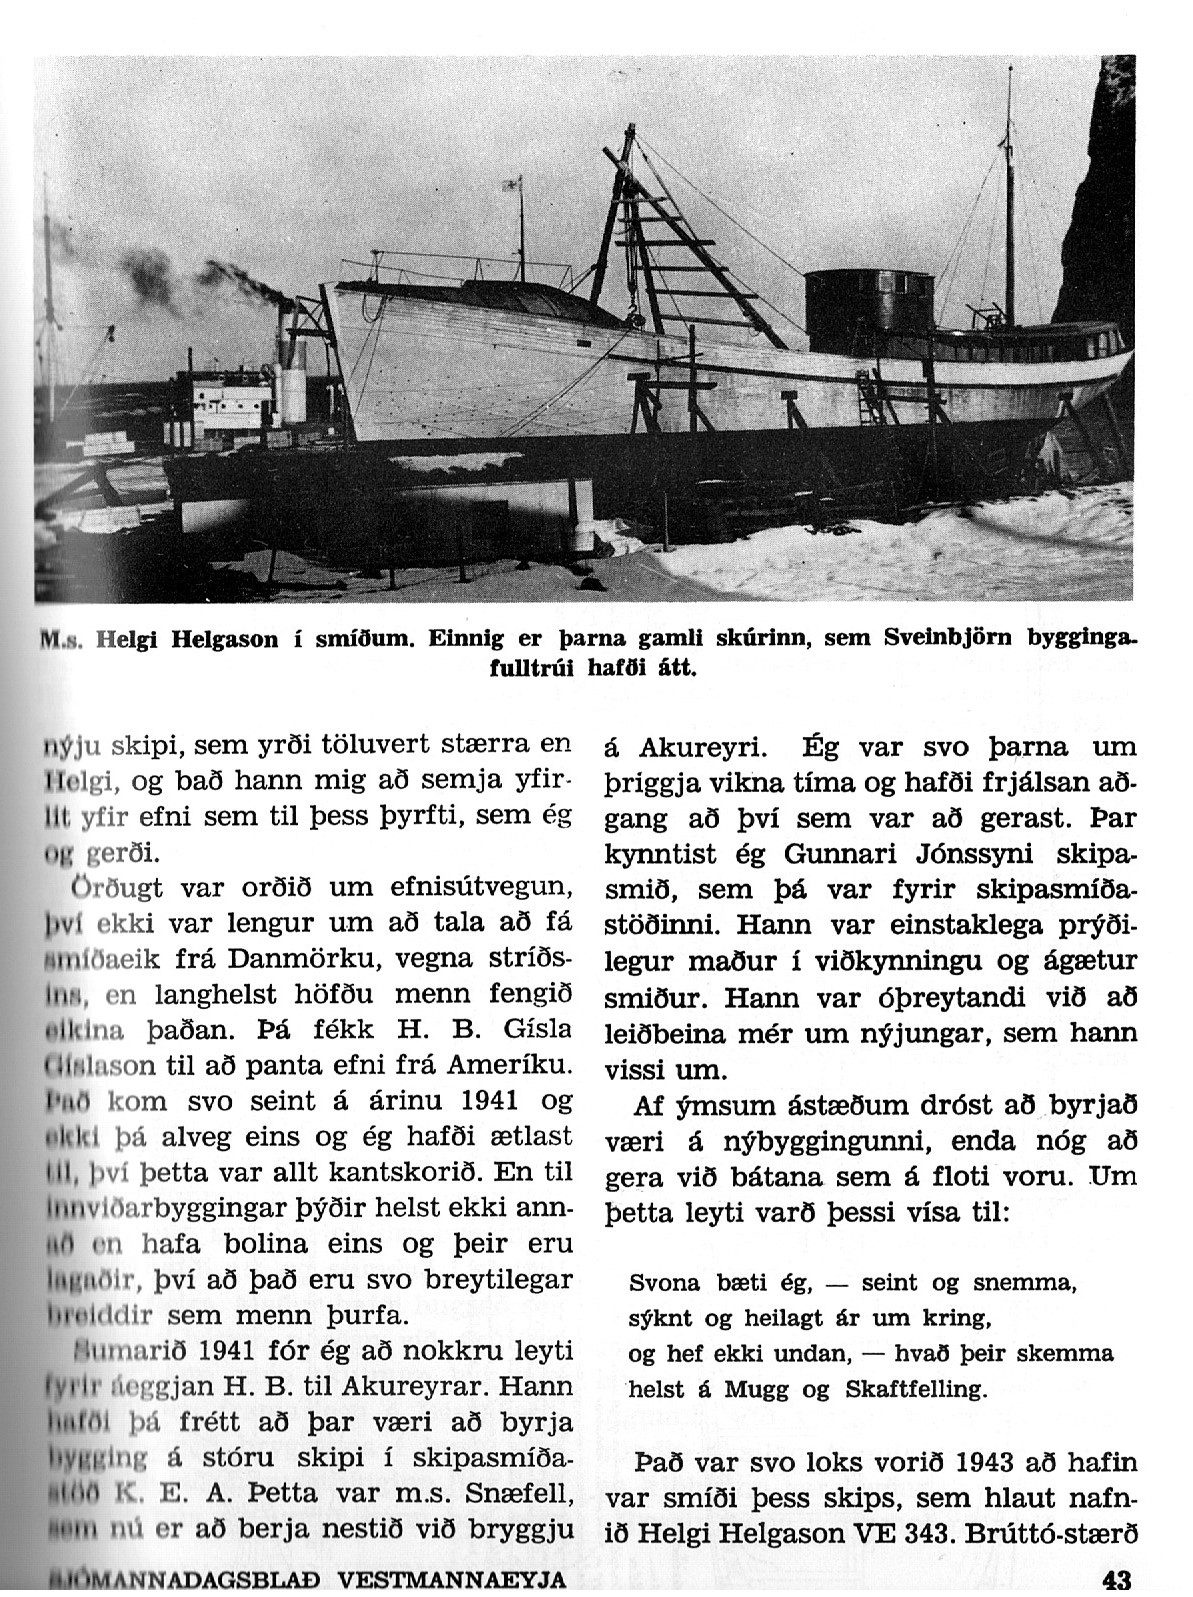 M.s. Helgi Helgason í smíðum. Einnig er þarna gamli skúrinn, sem Sveinbjörn bygginga-
fulltrúi hafði átt.
nýju skipi, sem yrði töluvert stærra en
Helgi, og bað hann mig að semja yfir-
lit yfir efni sem til þess þyrfti, sem ég
og gerði.
Örðugt var orðið um efnisútvegun,
því ekki var lengur um að tala að fá
smíðaeik frá Danmörku, vegna stríðs-
ins, en langhelst höfðu menn fengið
eikina þaðan. Þá fékk H. B. Gísla
Gíslason til að panta efni frá Ameríku.
Það kom svo seint á árinu 1941 og
ekki þá alveg eins og ég hafði ætlast
til, því þetta var allt kantskorið. En til
innviðarbyggingar þýðir helst ekki ann-
að en hafa bolina eins og þeir eru
lagaðir, því að það eru svo breytilegar
breiddir sem menn þurfa.
Sumarið 1941 fór ég að nokkru leyti
fyrir áeggjan H. B. til Akureyrar. Hann
hafði þá frétt að þar væri að byrja
bygging á stóru skipi í skipasmíða-
stöð K. E. A. Þetta var m.s. Snæfell,
sem nú er að berja nestið við bryggju
á Akureyri. Ég var svo þarna um
þriggja vikna tíma og hafði frjálsan að-
gang að því sem var að gerast. Þar
kynntist ég Gunnari Jónssyni skipa-
smið, sem þá var fyrir skipasmíða-
stöðinni. Hann var einstaklega prýði-
legur maður í viðkynningu og ágætur
smiður. Hann var óþreytandi við að
leiðbeina mér um nýjungar, sem hann
vissi um.
Af ýmsum ástæðum dróst að byrjað
væri á nýbyggingunni, enda nóg að
gera við bátana sem á floti voru. Um
þetta leyti varð þessi vísa til:
Svona bæti ég, — seint og snemma,
sýknt og heilagt ár um kring,
og hef ekki undan, — hvað þeir skemma
helst á Mugg og Skaftfelling.
Það var svo loks vorið 1943 að hafin
var smíði þess skips, sem hlaut nafn-
ið Helgi Helgason VE 343. Brúttó-stærð
SJÓMANNADAGSBLAÐ VESTMANNAEYJA
43